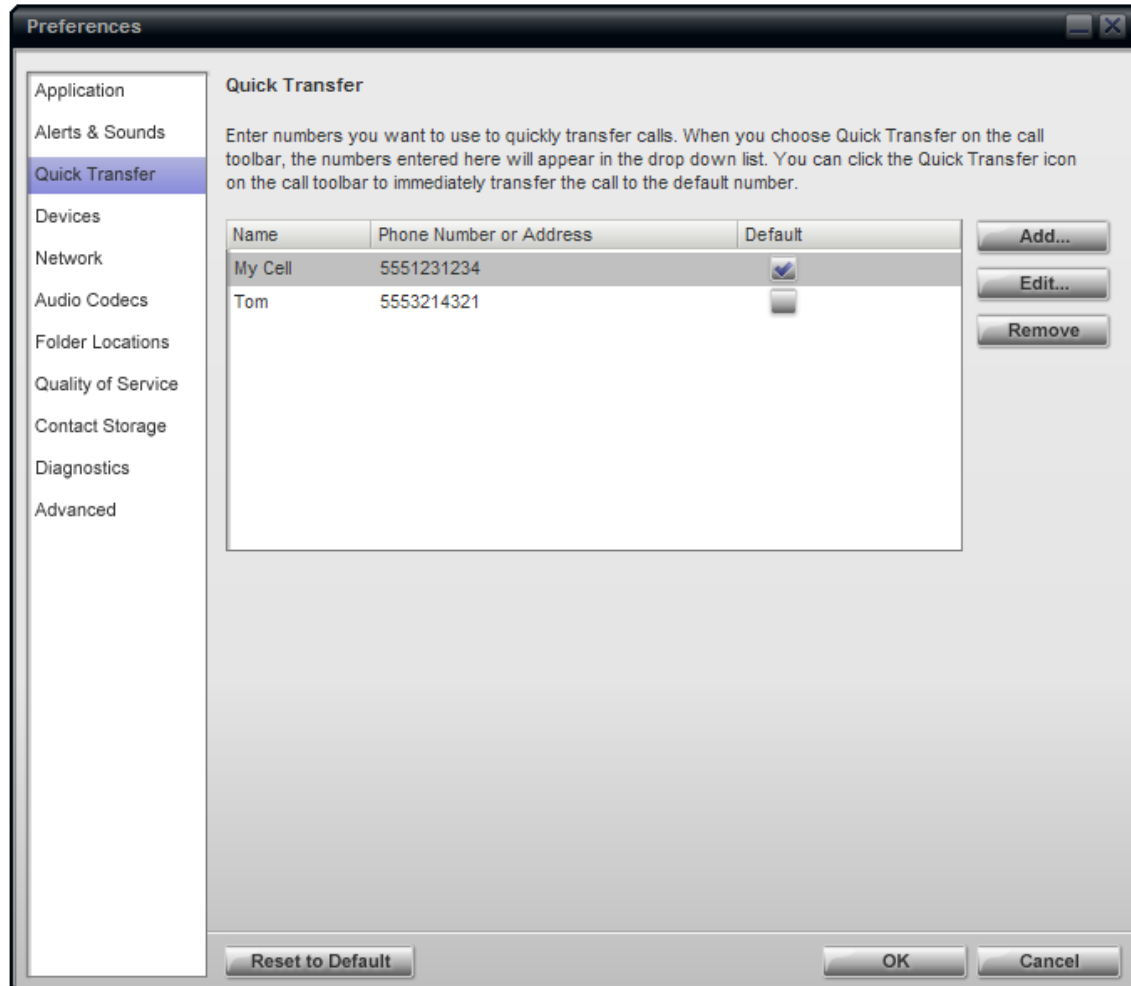 Preferences
Application
Alerts & Sounds
Quick Transfer
Devices
Network
Audio Codecs
Folder Locations
Quality of Service
Contact Storage
Diagnostics
Advanced
Quick Transfer
Enter numbers you want to use to quickly transfer calls. When you choose Quick Transfer on the call
toolbar, the numbers entered here will appear in the drop down list. You can click the Quick Transfer icon
on the call toolbar to immediately transfer the call to the default number.
Name Phone Number or Address Default
My Cell 5551231234
Tom 5553214321
Add...
Edit...
Remove
Reset to Default OK Cancel